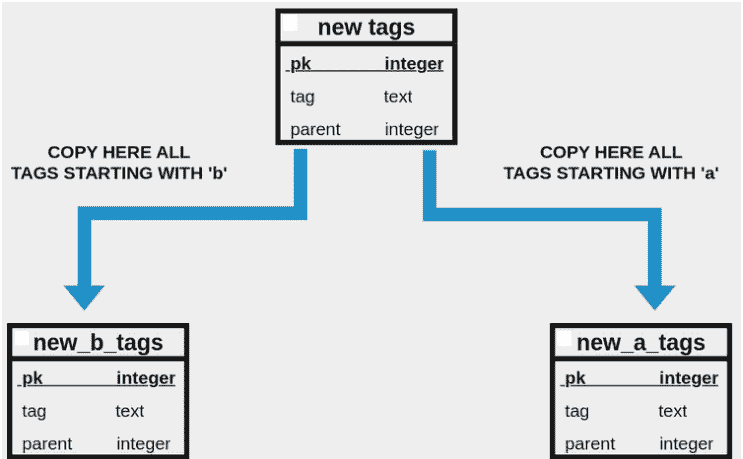 new tags
pk integer
tag text
parent integer
COPY HERE ALL
TAGS STARTING WITH 'b'
COPY HERE ALL
TAGS STARTING WITH 'a'
new_b_tags
pk integer
tag text
parent integer
new_a_tags
pk integer
tag text
parent integer